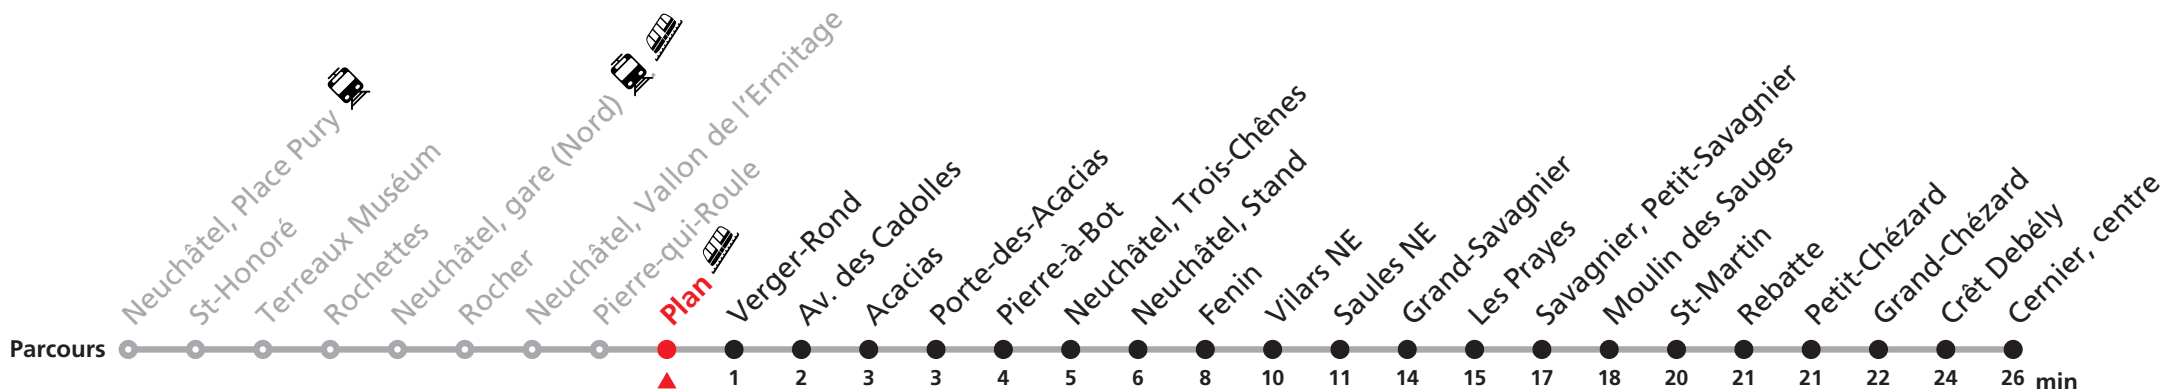 Neuchâtel, Place Pury
St-Honoré
Terreaux Muséum
Rochettes
Neuchâtel, gare (Nord)
Rocher
Neuchâtel, Vallon de l'Ermitage
Pierre-qui-Roule
Plan
Verger-Rond
Av. des Cadolles
Acacias
Porte-des-Acacias
Pierre-à-Bot
Neuchâtel, Trois-Chênes
Neuchâtel, Stand
Fenin
Vilars NE
Saules NE
Grand-Savagnier
Les Prayes
Savagnier, Petit-Savagnier
Moulin des Sauges
St-Martin
Rebatte
Petit-Chézard
Grand-Chézard
Crêt Debély
Cernier, centre
Parcours
1 2 3 3 4 5 6 8 10 11 14 15 17 18 20 21 21 22 24 26 min